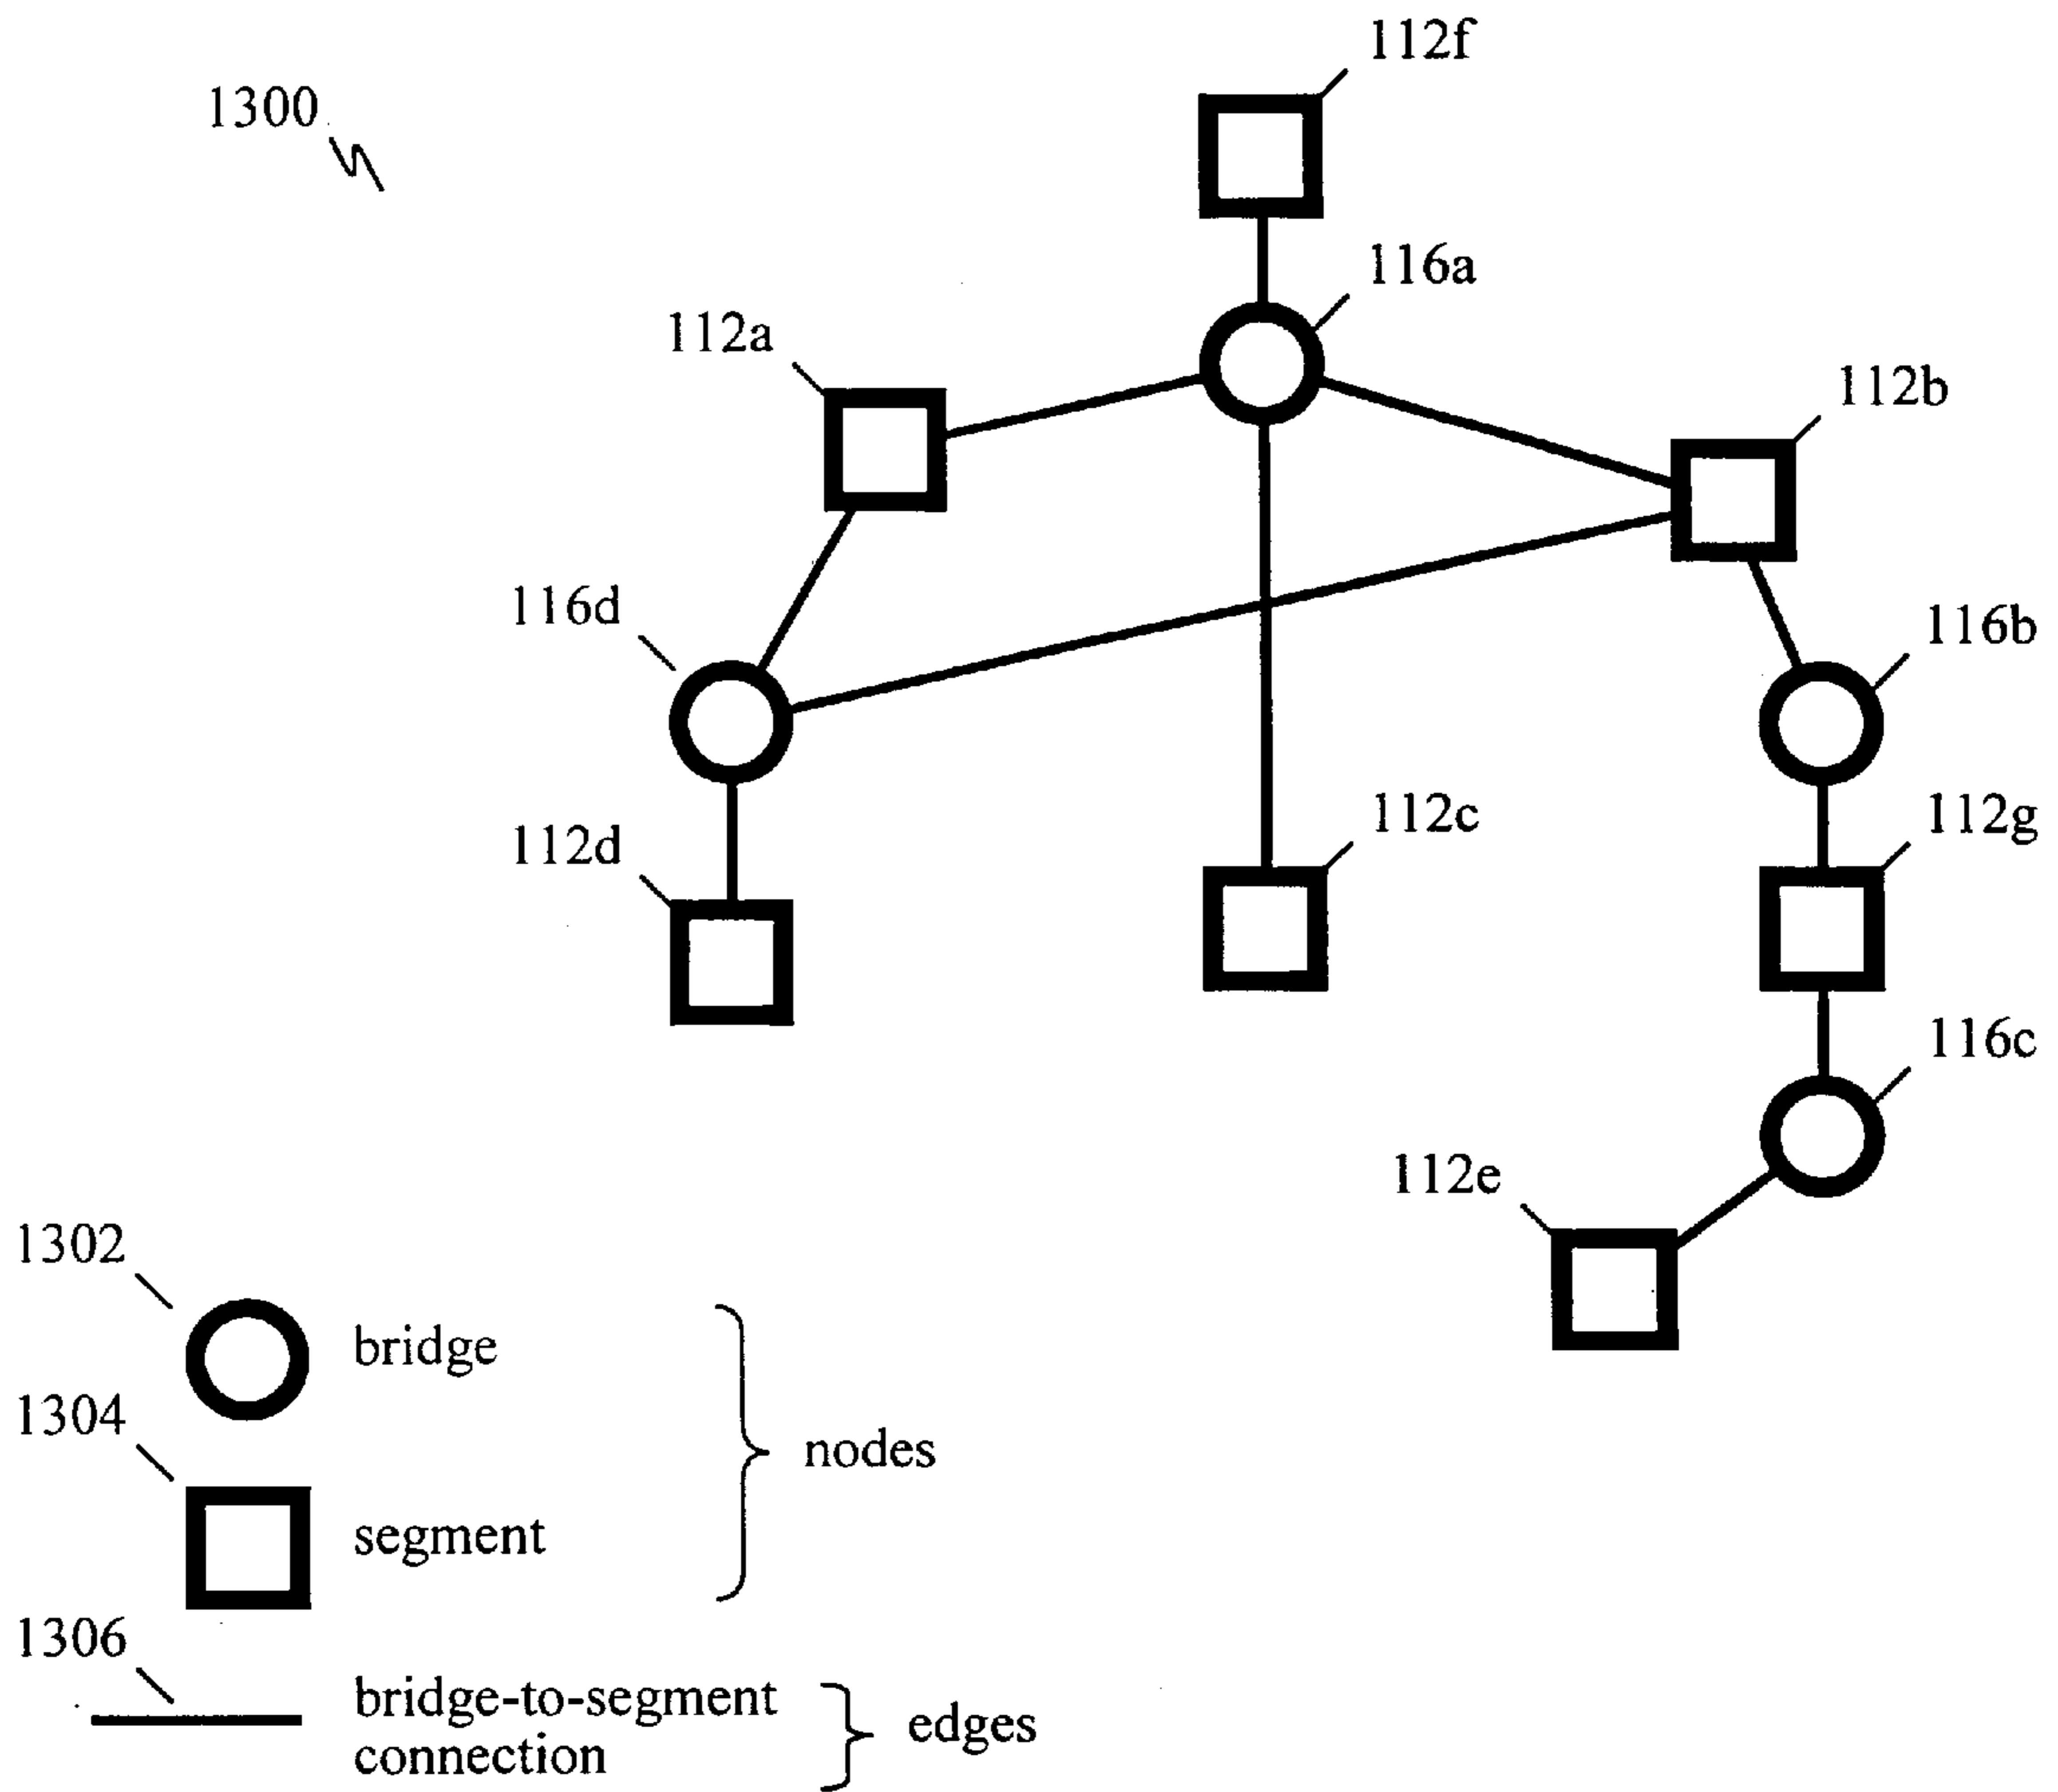 112f
1300
116a
112a
112b
116d
116b
112d
112c
112g
116c
112e
1302
bridge
1304
nodes
segment
1306
bridge-to-segment
connection
edges